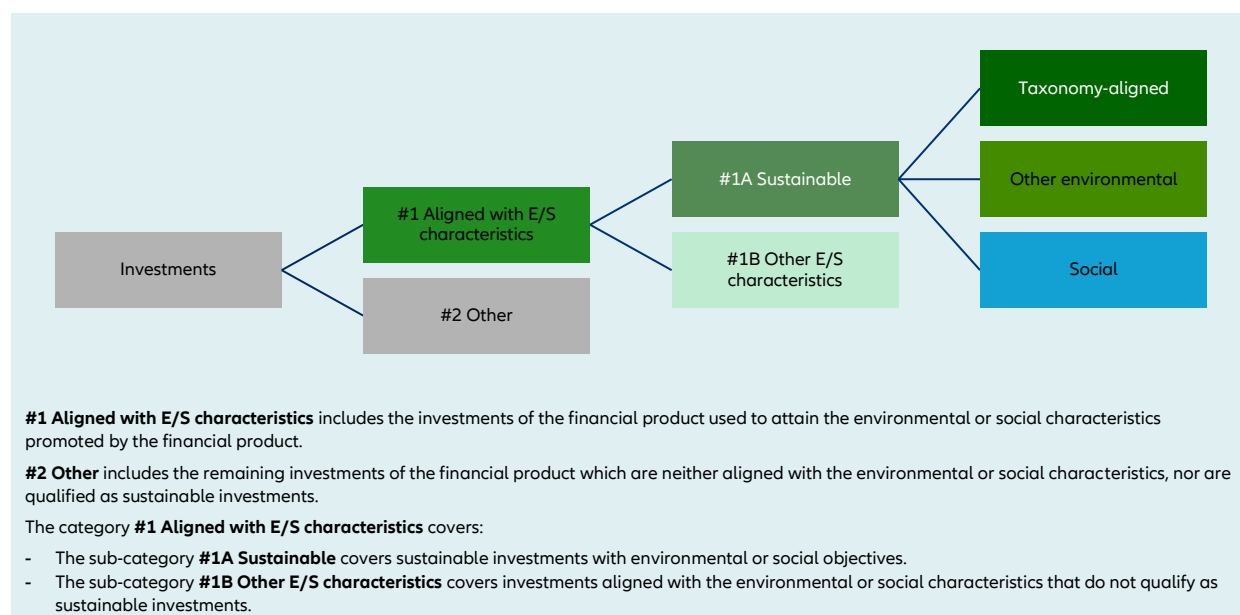 Taxonomy-aligned
#1A Sustainable
Other environmental
#1 Aligned with E/S
characteristics
Investments
#1B Other E/S
characteristics
Social
#2 Other
#1 Aligned with E/S characteristics includes the investments of the financial product used to attain the environmental or social characteristics
promoted by the financial product.
#2 Other includes the remaining investments of the financial product which are neither aligned with the environmental or social characteristics, nor are
qualified as sustainable investments.
The category #1 Aligned with E/S characteristics covers:
- The sub-category #1A Sustainable covers sustainable investments with environmental or social objectives.
- The sub-category #1B Other E/S characteristics covers investments aligned with the environmental or social characteristics that do not qualify as
sustainable investments.